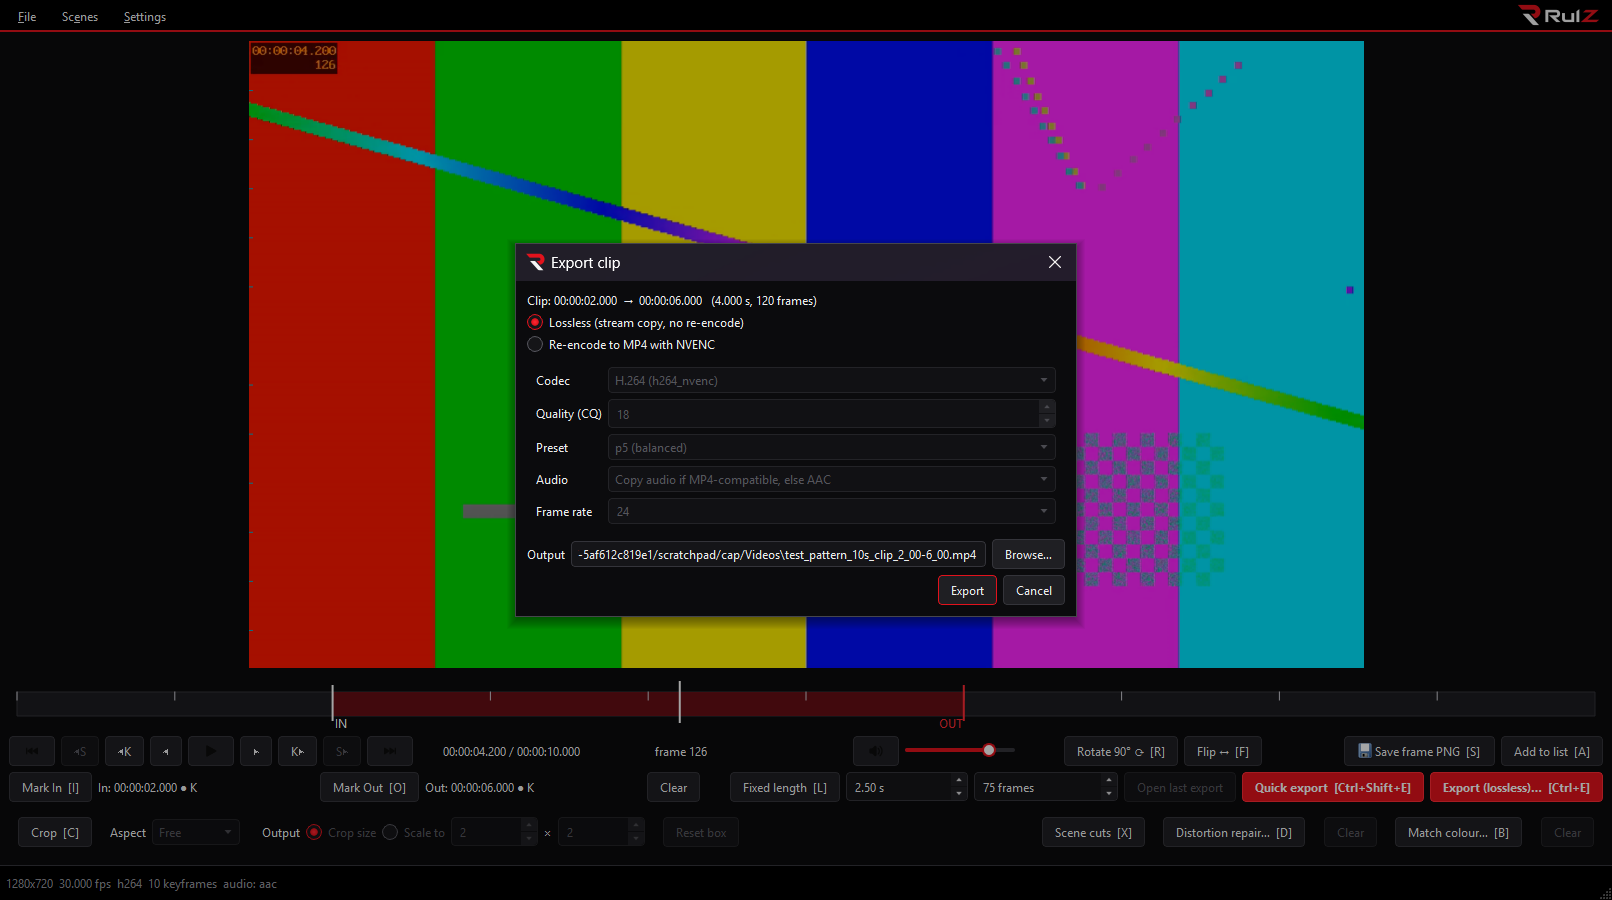 File Scenes Settings
RulZ
00:00:04.200
126
Export clip
Clip: 00:00:02.000 → 00:00:06.000 (4.000 s, 120 frames)
Lossless (stream copy, no re-encode)
Re-encode to MP4 with NVENC
Codec H.264 (h264_nvenc)
Quality (CQ) 18
Preset p5 (balanced)
Audio Copy audio if MP4-compatible, else AAC
Frame rate 24
Output -5af612c819e1/scratchpad/cap/Videos\test_pattern_10s_clip_2_00-6_00.mp4 Browse...
Export Cancel
IN OUT
S K K S 00:00:04.200 / 00:00:10.000 frame 126 Rotate 90° ⟳ [R] Flip ↔ [F] Save frame PNG [S] Add to list [A]
Mark In [I] In: 00:00:02.000 ● K Mark Out [O] Out: 00:00:06.000 ● K Clear Fixed length [L] 2.50 s 75 frames Open last export Quick export [Ctrl+Shift+E] Export (lossless)... [Ctrl+E]
Crop [C] Aspect Free Output Crop size Scale to 2 × 2 Reset box Scene cuts [X] Distortion repair... [D] Clear Match colour... [B] Clear
1280x720 30.000 fps h264 10 keyframes audio: aac